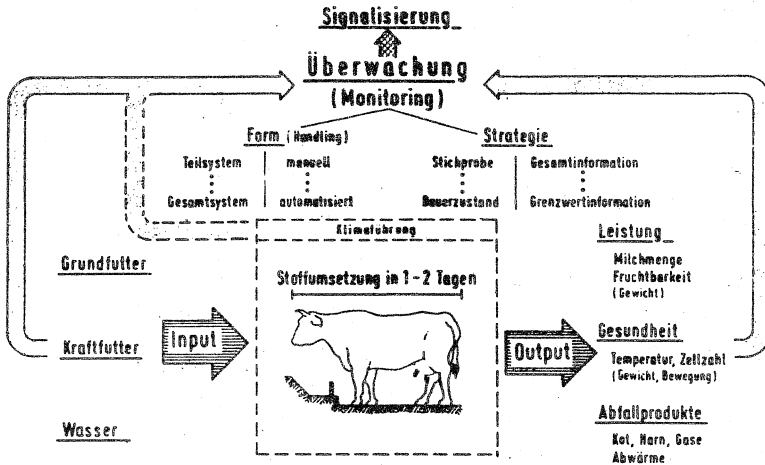 Signalisierung
Überwachung
(Monitoring)
Form (Handling)
Strategie
Teilsystem
manuell
Stichprobe
Gesamtinformation
Gesamtsystem
automatisiert
Dauerzustand
Grenzwertinformation
Klimaführung
Leistung
Grundfutter
Milchmenge
Fruchtbarkeit
(Gewicht)
Stoffumsetzung in 1-2 Tagen
Input
Kraftfutter
Output
Gesundheit
Temperatur, Zellzahl
(Gewicht, Bewegung)
Wasser
Abfallprodukte
Kot, Harn, Gase
Abwärme